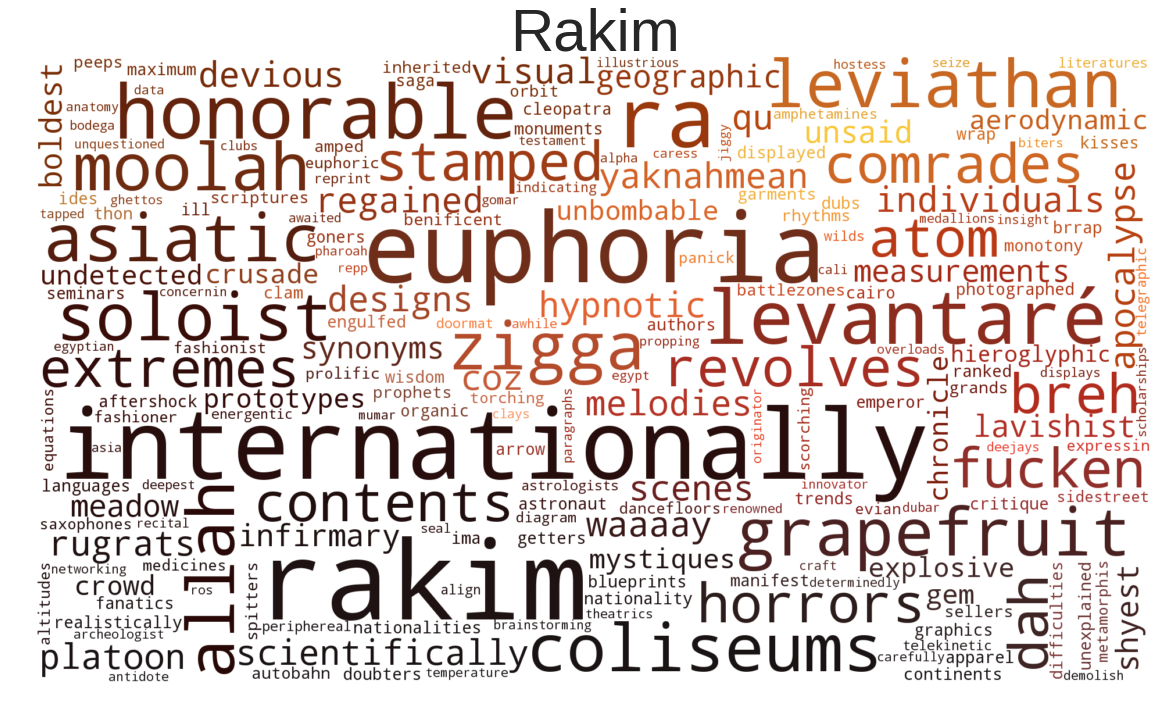 Rakim
peeps maximum devious inherited visual illustrious geographic hostess seize literatures
boldest data saga orbit leviathan
anatomy honorable cleopatra ra qu amphetamines aerodynamic
bodega monuments testament jiggy unsaid wrap biters kisses
unquestioned clubs amped stamped alpha caress displayed comrades
moolah euphoric reprint indicating yaknahmean garments
ides ghettos scriptures regained gomar unbombable dubs individuals apocalypse
tapped thon ill awaited beneficent rhythms medallions insight brrap
asiatic goners pharoah euphoria panick wilds atom monotony
undetected crusade repp cali measurements telegraphic
seminars concernin clam designs hypnotic battlezones cairo photographed
soloist engulfed doormat awhile authors levantaré
egyptian fashionist synonyms zigga propping overloads hieroglyphic
extremes prolific wisdom coz egypt revolves ranked displays scholarships
aftershock prototypes prophets torching melodies emperor chronicle grands breh
equations fashioner energentic mumar organic clays paragraphs originator scorching lavishist
asia internationally arrow deejays expressin
languages deepest astrologists scenes innovator fucken
meadow contents astronaut dancefloors renowned trends evian dubar critique sidestreet
saxophones recital allah seal ima diagram waaaay grapefruit
rugrats infirmary getters mystiques craft explosive
altitudes networking medicines spitters rakim blueprints manifest determinedly difficulties unexplained metamorphis shyest
crowd ros align nationality horrors gem
fanatics theatrics sellers
realistically periphereal nationalities brainstorming dah graphics
archeologist scientifically coliseums telekinetic
platoon carefully apparel
antidote autobahn doubters temperature continents demolish